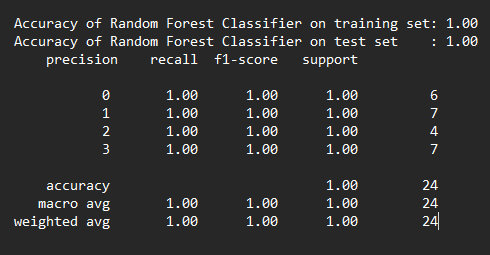 Accuracy of Random Forest Classifier on training set: 1.00
Accuracy of Random Forest Classifier on test set    : 1.00
    precision    recall  f1-score   support

           0       1.00      1.00      1.00         6
           1       1.00      1.00      1.00         7
           2       1.00      1.00      1.00         4
           3       1.00      1.00      1.00         7

    accuracy                           1.00        24
   macro avg       1.00      1.00      1.00        24
weighted avg       1.00      1.00      1.00        24